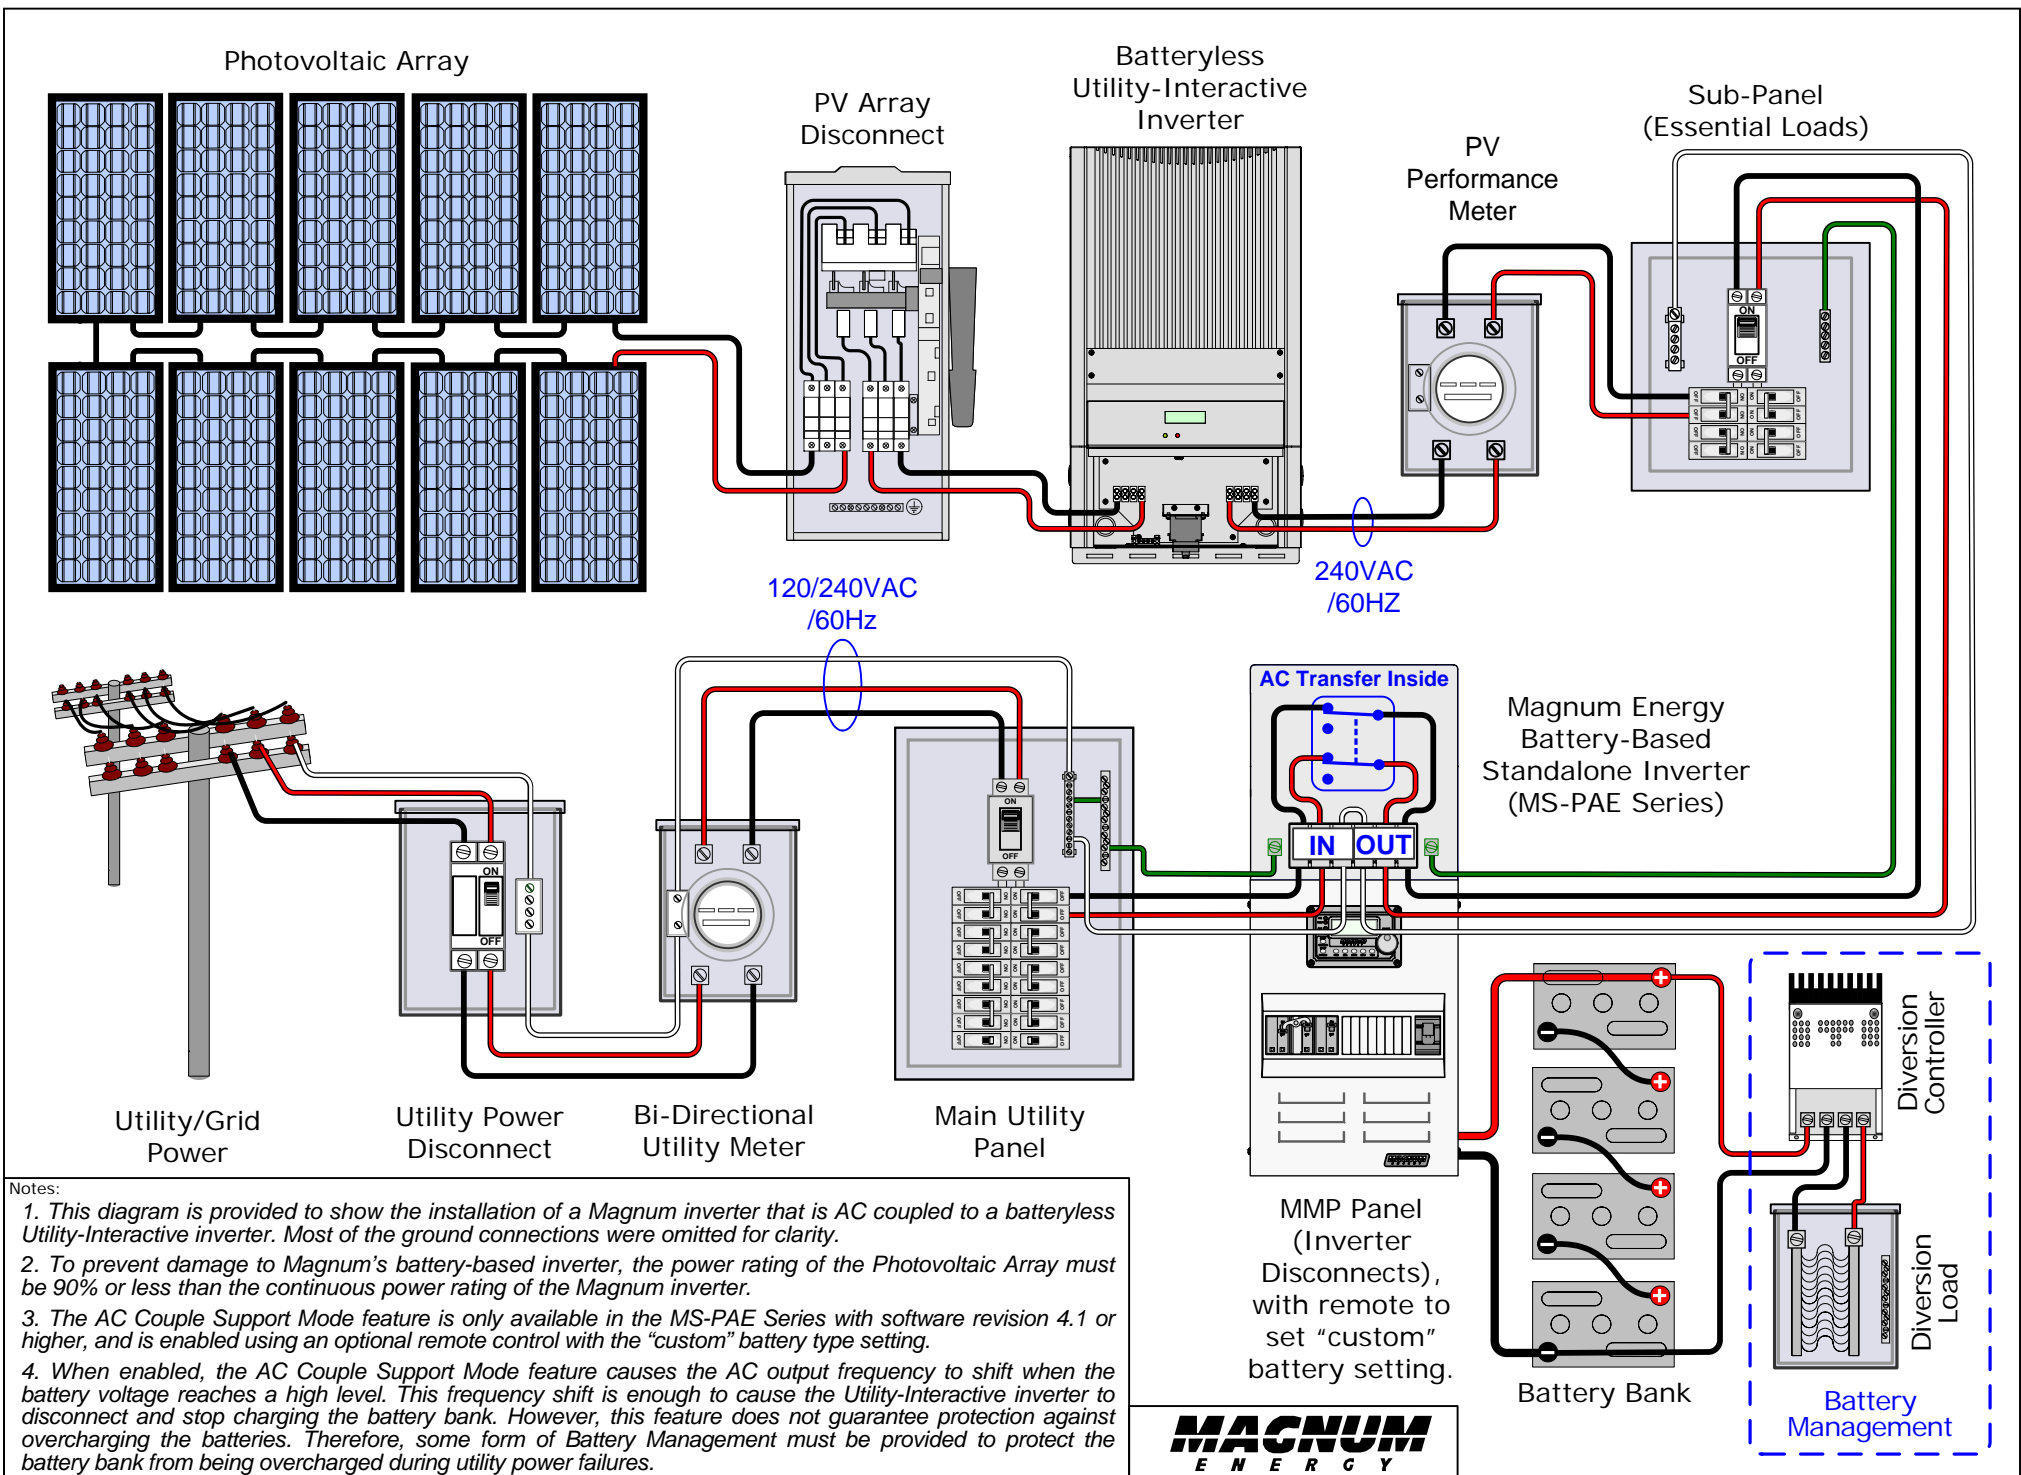 Photovoltaic Array
PV Array
Disconnect
Batteryless
Utility-Interactive
Inverter
PV
Performance
Meter
Sub-Panel
(Essential Loads)
ON
OFF
240VAC
/60HZ
120/240VAC
/60Hz
AC Transfer Inside
IN
OUT
Magnum Energy
Battery-Based
Standalone Inverter
(MS-PAE Series)
ON
OFF
ON
OFF
Utility/Grid
Power
Utility Power
Disconnect
Bi-Directional
Utility Meter
Main Utility
Panel
MMP Panel
(Inverter
Disconnects),
with remote to
set “custom”
battery setting.
Battery Bank
Diversion
Controller
Diversion
Load
Battery
Management
Notes:
1. This diagram is provided to show the installation of a Magnum inverter that is AC coupled to a batteryless
Utility-Interactive inverter. Most of the ground connections were omitted for clarity.
2. To prevent damage to Magnum’s battery-based inverter, the power rating of the Photovoltaic Array must
be 90% or less than the continuous power rating of the Magnum inverter.
3. The AC Couple Support Mode feature is only available in the MS-PAE Series with software revision 4.1 or
higher, and is enabled using an optional remote control with the “custom” battery type setting.
4. When enabled, the AC Couple Support Mode feature causes the AC output frequency to shift when the
battery voltage reaches a high level. This frequency shift is enough to cause the Utility-Interactive inverter to
disconnect and stop charging the battery bank. However, this feature does not guarantee protection against
overcharging the batteries. Therefore, some form of Battery Management must be provided to protect the
battery bank from being overcharged during utility power failures.
MAGNUM
ENERGY